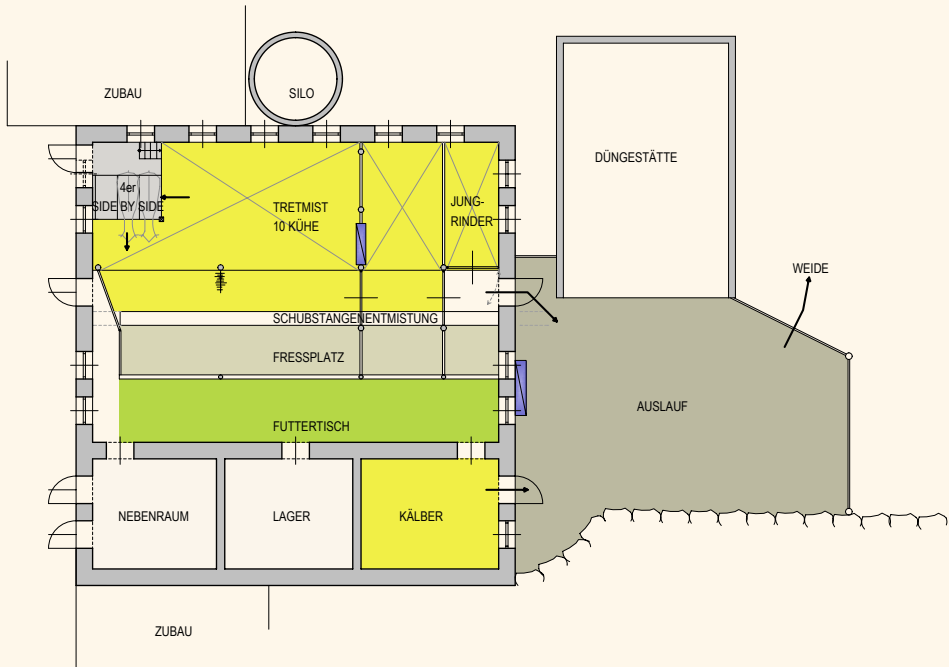 ZUBAU
SILO
DÜNGESTÄTTE
4er
SIDE BY SIDE
TRETMIST
10 KÜHE
JUNG-
RINDER
WEIDE
SCHUBSTANGENENTMISTUNG
FRESSPLATZ
AUSLAUF
FUTTERTISCH
NEBENRAUM
LAGER
KÄLBER
ZUBAU